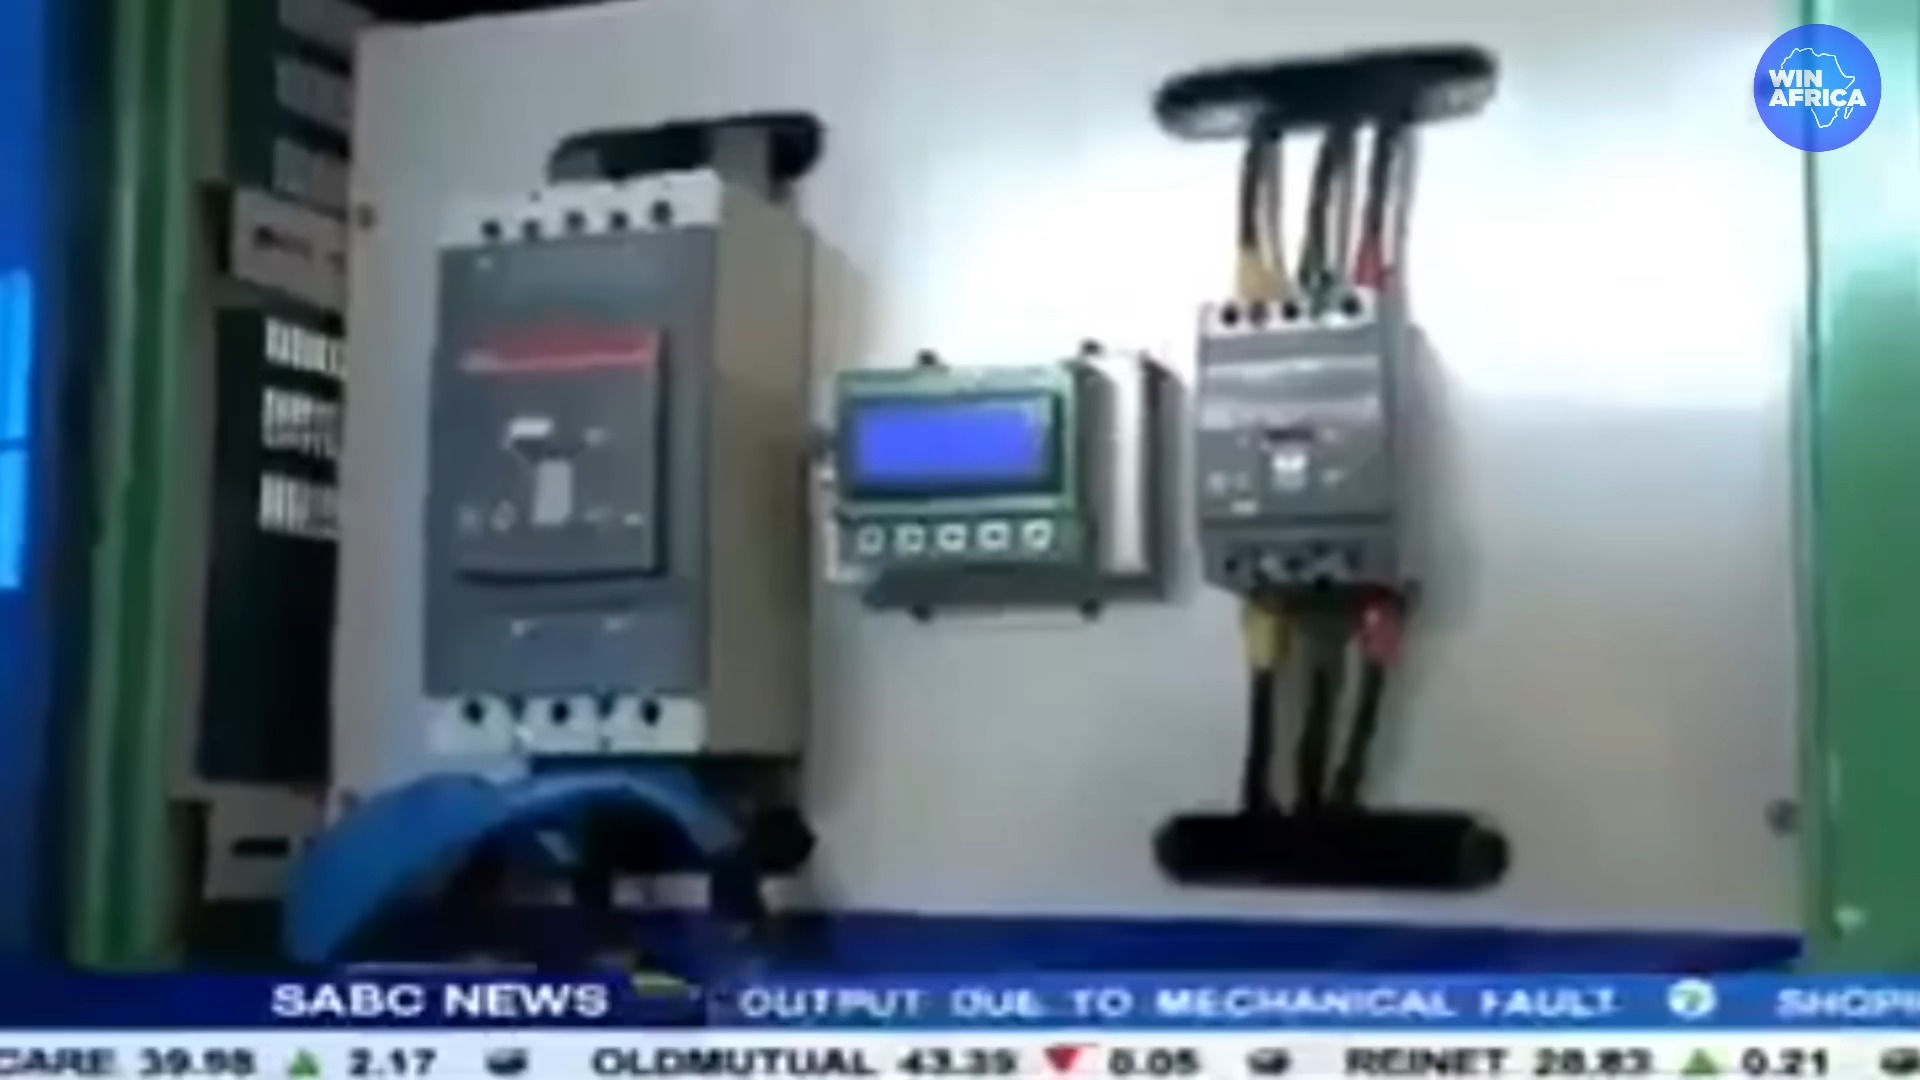 WIN
AFRICA
SABC NEWS
OUTPUT DUE TO MECHANICAL FAULT
CARE 39.98 ▲ 2.17 OLDMUTUAL 43.39 ▼ 0.05 REINET 28.83 ▲ 0.21